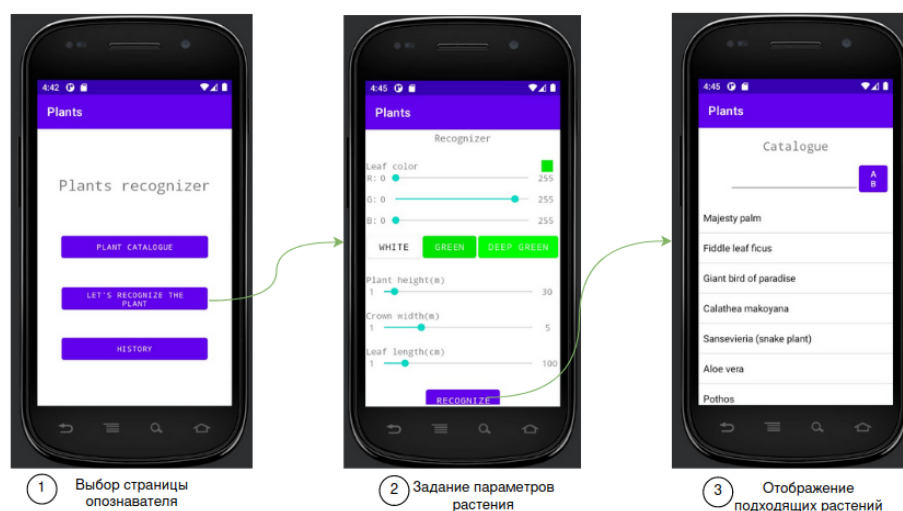 4:42
Plants
Plants recognizer
PLANT CATALOGUE
LET'S RECOGNIZE THE
PLANT
HISTORY
1 Выбор страницы
опознавателя
4:45
Plants
Recognizer
Leaf color
R: 0 255
G: 0 255
B: 0 255
WHITE GREEN DEEP GREEN
Plant height(m)
1 30
Crown width(m)
1 5
Leaf length(cm)
1 100
RECOGNIZE
2 Задание параметров
растения
4:45
Plants
Catalogue
A
B
Majesty palm
Fiddle leaf ficus
Giant bird of paradise
Calathea makoyana
Sansevieria (snake plant)
Aloe vera
Pothos
3 Отображение
подходящих растений